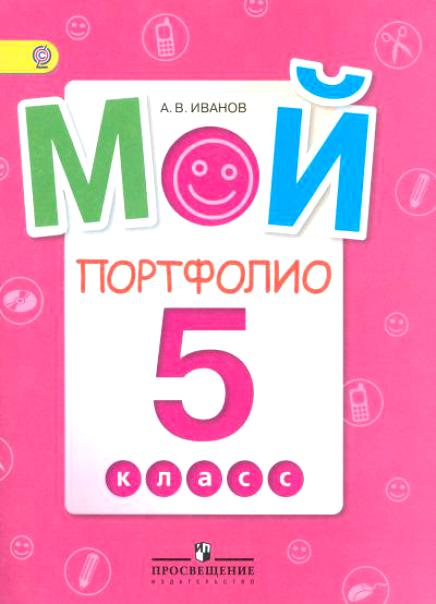 А. В. ИВАНОВ
МОЙ
ПОРТФОЛИО
5
класс
ПРОСВЕЩЕНИЕ
ИЗДАТЕЛЬСТВО